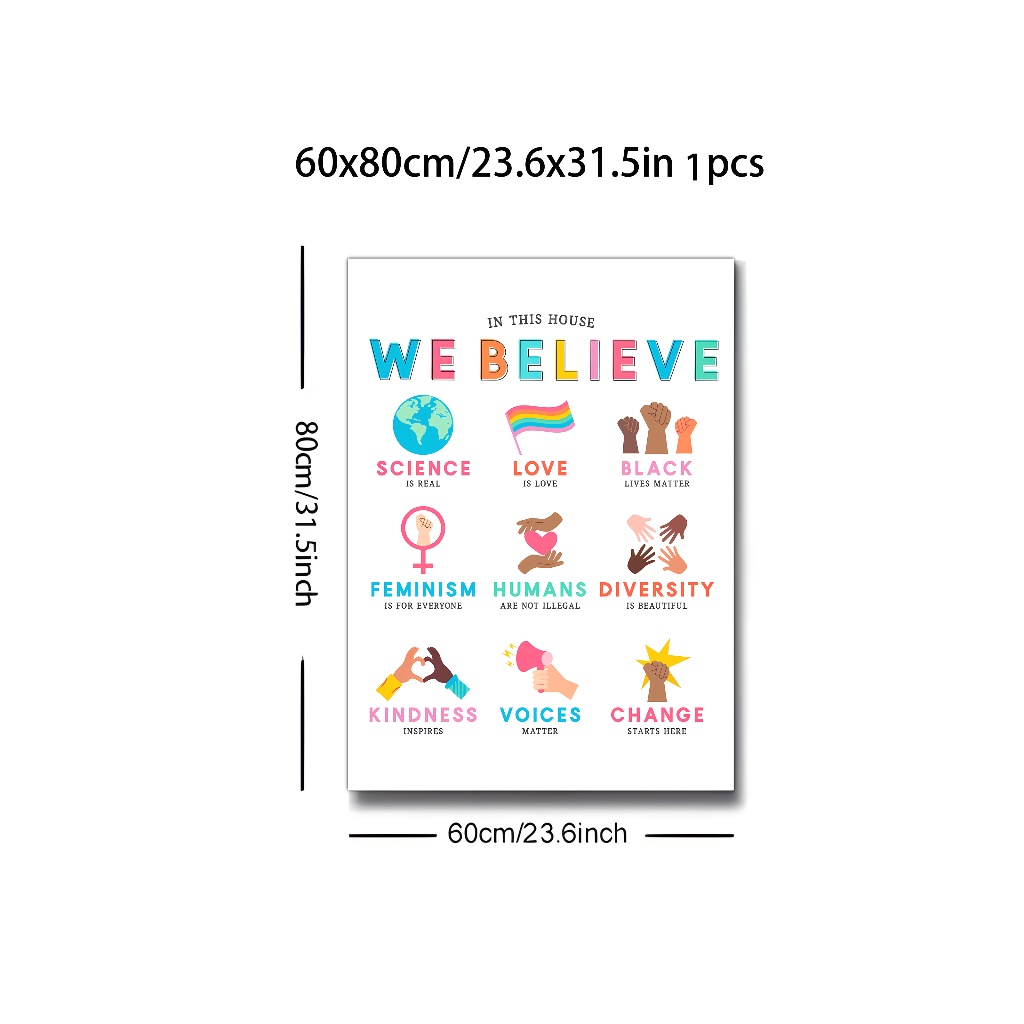 60x80cm/23.6x31.5in 1pcs
80cm/31.5inch
IN THIS HOUSE
WE BELIEVE
SCIENCE
IS REAL
LOVE
IS LOVE
BLACK
LIVES MATTER
FEMINISM
IS FOR EVERYONE
HUMANS
ARE NOT ILLEGAL
DIVERSITY
IS BEAUTIFUL
KINDNESS
INSPIRES
VOICES
MATTER
CHANGE
STARTS HERE
60cm/23.6inch